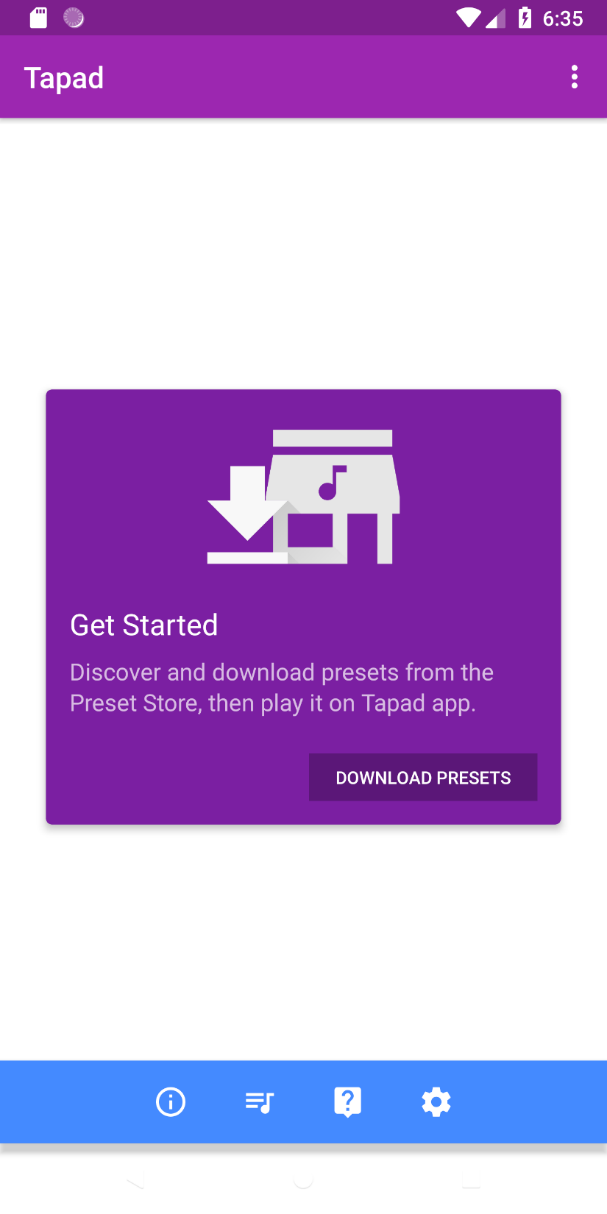 6:35
Tapad
Get Started
Discover and download presets from the
Preset Store, then play it on Tapad app.
DOWNLOAD PRESETS